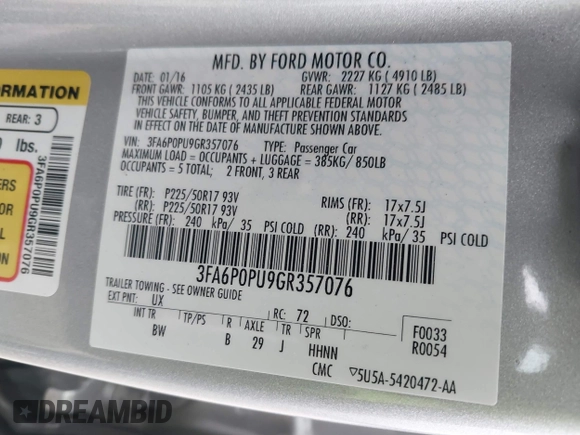 ORMATION
REAR: 3
lbs.
3FA6P0PU9GR357076
MFD. BY FORD MOTOR CO.
DATE: 01/16 GVWR: 2227 KG ( 4910 LB)
FRONT GAWR: 1105 KG ( 2435 LB) REAR GAWR: 1127 KG ( 2485 LB)
THIS VEHICLE CONFORMS TO ALL APPLICABLE FEDERAL MOTOR
VEHICLE SAFETY, BUMPER, AND THEFT PREVENTION STANDARDS IN
EFFECT ON THE DATE OF MANUFACTURE SHOWN ABOVE.
VIN: 3FA6P0PU9GR357076 TYPE: Passenger Car
MAXIMUM LOAD = OCCUPANTS + LUGGAGE = 385KG/ 850LB
OCCUPANTS = 5 TOTAL; 2 FRONT, 3 REAR
TIRE (FR): P225/50R17 93V RIMS (FR): 17x7.5J
(RR): P225/50R17 93V (RR): 17x7.5J
PRESSURE (FR): 240 kPa/ 35 PSI COLD (RR): 240 kPa/ 35 PSI COLD
3FA6P0PU9GR357076
TRAILER TOWING - SEE OWNER GUIDE
EXT PNT: UX RC: 72 DSO:
INT TR TP/PS R AXLE TR SPR
BW B 29 J HHNN
F0033
R0054
CMC ▽5U5A-5420472-AA
DREAMBID